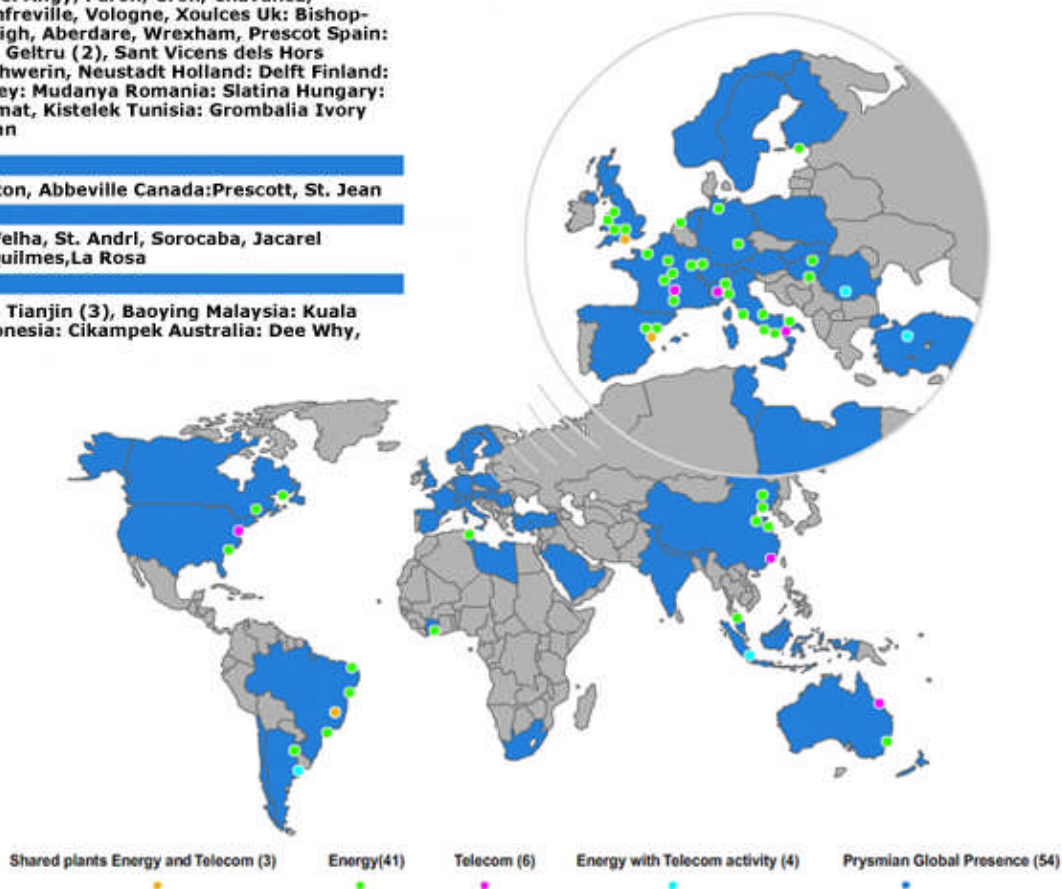 nfreville, Vologne, Xoulces Uk: Bishop-
igh, Aberdare, Wrexham, Prescot Spain:
Geltru (2), Sant Vicens dels Hors
hwerin, Neustadt Holland: Delft Finland:
ey: Mudanya Romania: Slatina Hungary:
mat, Kistelek Tunisia: Grombalia Ivory
an
ton, Abbeville Canada:Prescott, St. Jean
Velha, St. Andrl, Sorocaba, Jacarel
uilmes,La Rosa
Tianjin (3), Baoying Malaysia: Kuala
onesia: Cikampek Australia: Dee Why,
Shared plants Energy and Telecom (3) Energy(41) Telecom (6) Energy with Telecom activity (4) Prysmian Global Presence (54)